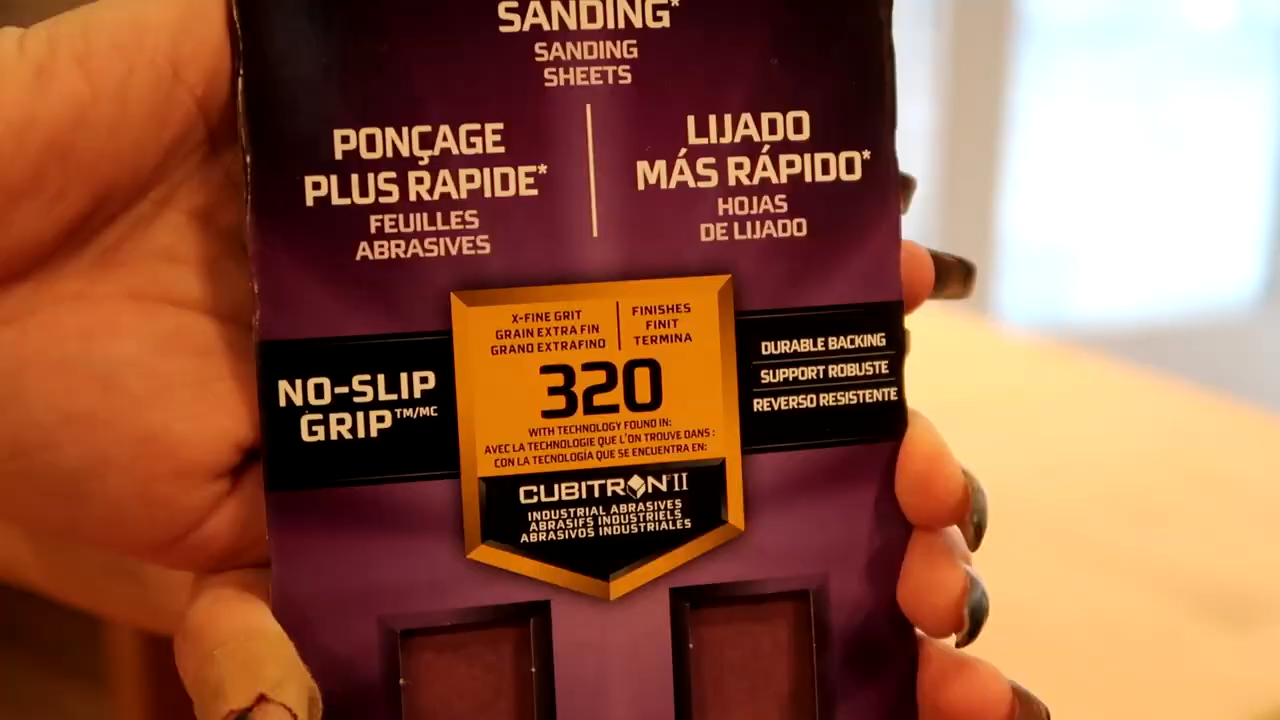 SANDING*
SANDING
SHEETS
PONÇAGE
PLUS RAPIDE*
FEUILLES
ABRASIVES
LIJADO
MÁS RÁPIDO*
HOJAS
DE LIJADO
X-FINE GRIT
GRAIN EXTRA FIN
GRANO EXTRAFINO
FINISHES
FINIT
TERMINA
320
WITH TECHNOLOGY FOUND IN:
AVEC LA TECHNOLOGIE QUE L'ON TROUVE DANS :
CON LA TECNOLOGÍA QUE SE ENCUENTRA EN:
CUBITRON II
INDUSTRIAL ABRASIVES
ABRASIFS INDUSTRIELS
ABRASIVOS INDUSTRIALES
NO-SLIP
GRIP™/MC
DURABLE BACKING
SUPPORT ROBUSTE
REVERSO RESISTENTE